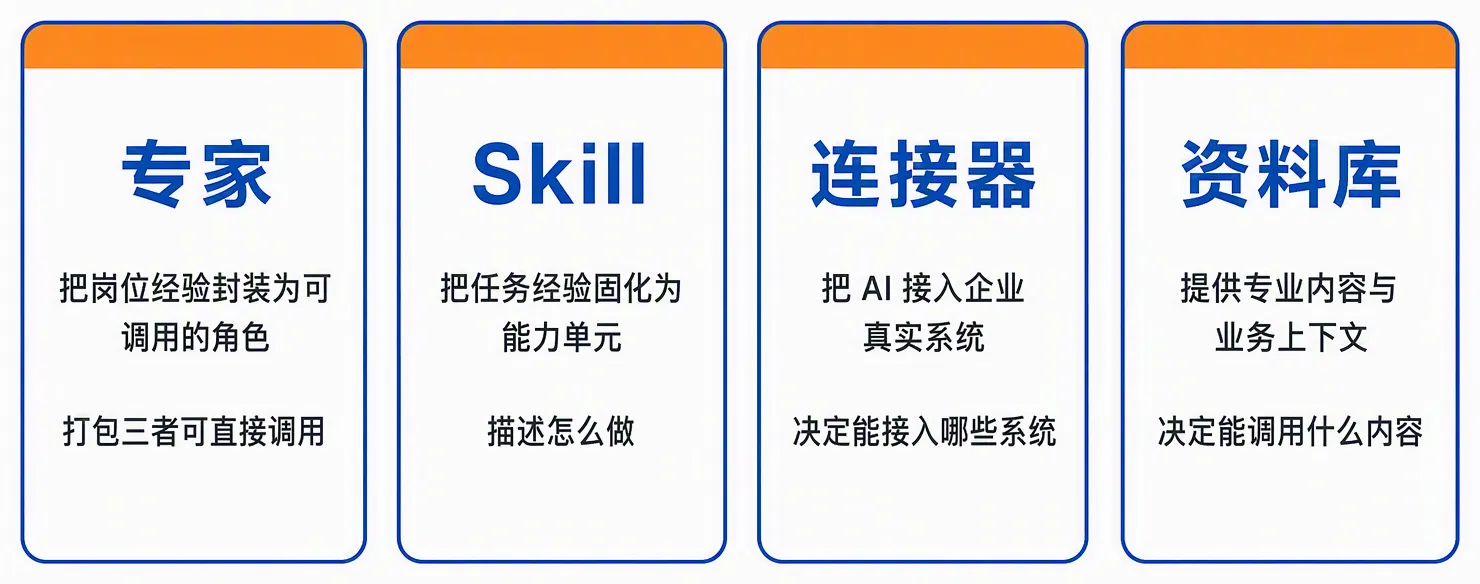 专家
把岗位经验封装为可
调用的角色
打包三者可直接调用
Skill
把任务经验固化为
能力单元
描述怎么做
连接器
把 AI 接入企业
真实系统
决定能接入哪些系统
资料库
提供专业内容与
业务上下文
决定能调用什么内容